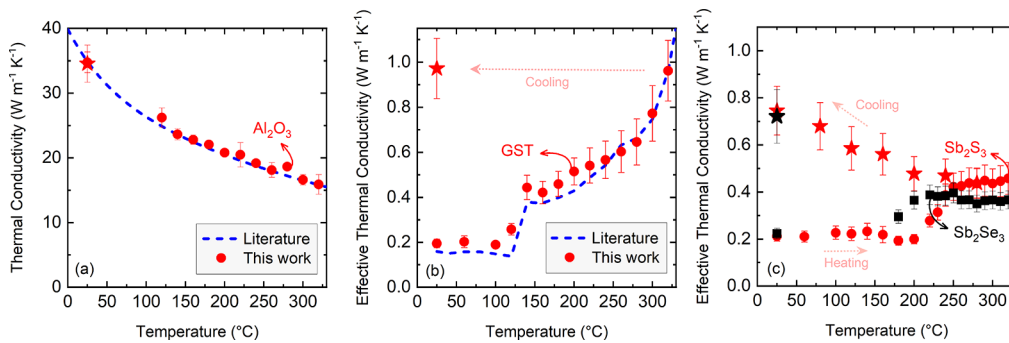 40
30
20
10
0
0 50 100 150 200 250 300
Thermal Conductivity (W m⁻¹ K⁻¹)
Temperature (°C)
Al₂O₃
Literature
This work
(a)
1.0
0.8
0.6
0.4
0.2
0.0
0 50 100 150 200 250 300
Effective Thermal Conductivity (W m⁻¹ K⁻¹)
Temperature (°C)
Cooling
GST
Literature
This work
(b)
1.0
0.8
0.6
0.4
0.2
0.0
0 50 100 150 200 250 300
Effective Thermal Conductivity (W m⁻¹ K⁻¹)
Temperature (°C)
Cooling
Sb₂S₃
Sb₂Se₃
Heating
(c)